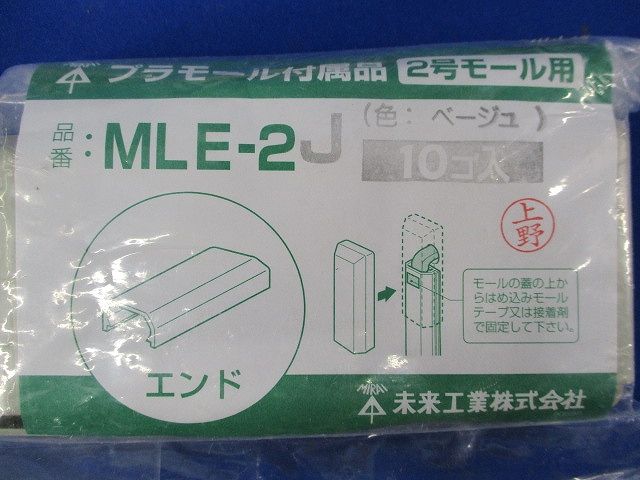 プラモール付属品 2号モール用
品番: MLE-2J (色: ベージュ)
10コ入
上野
モールの蓋の上か
らはめ込みモール
テープ又は接着剤
で固定して下さい。
エンド
MIRAI 未来工業株式会社